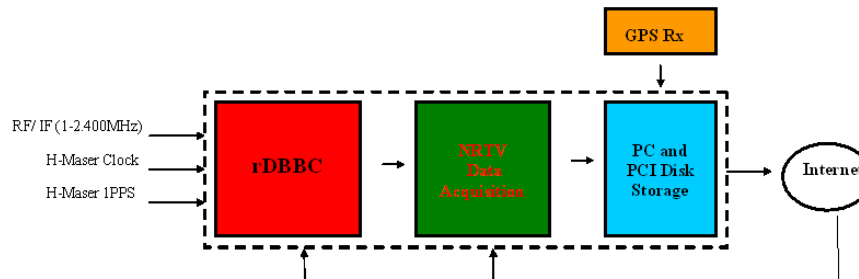 GPS Rx
RF/ IF (1-2.400MHz)
H-Maser Clock
H-Maser 1PPS
rDBBC
NRTV
Data
Acquisition
PC and
PCI Disk
Storage
Internet